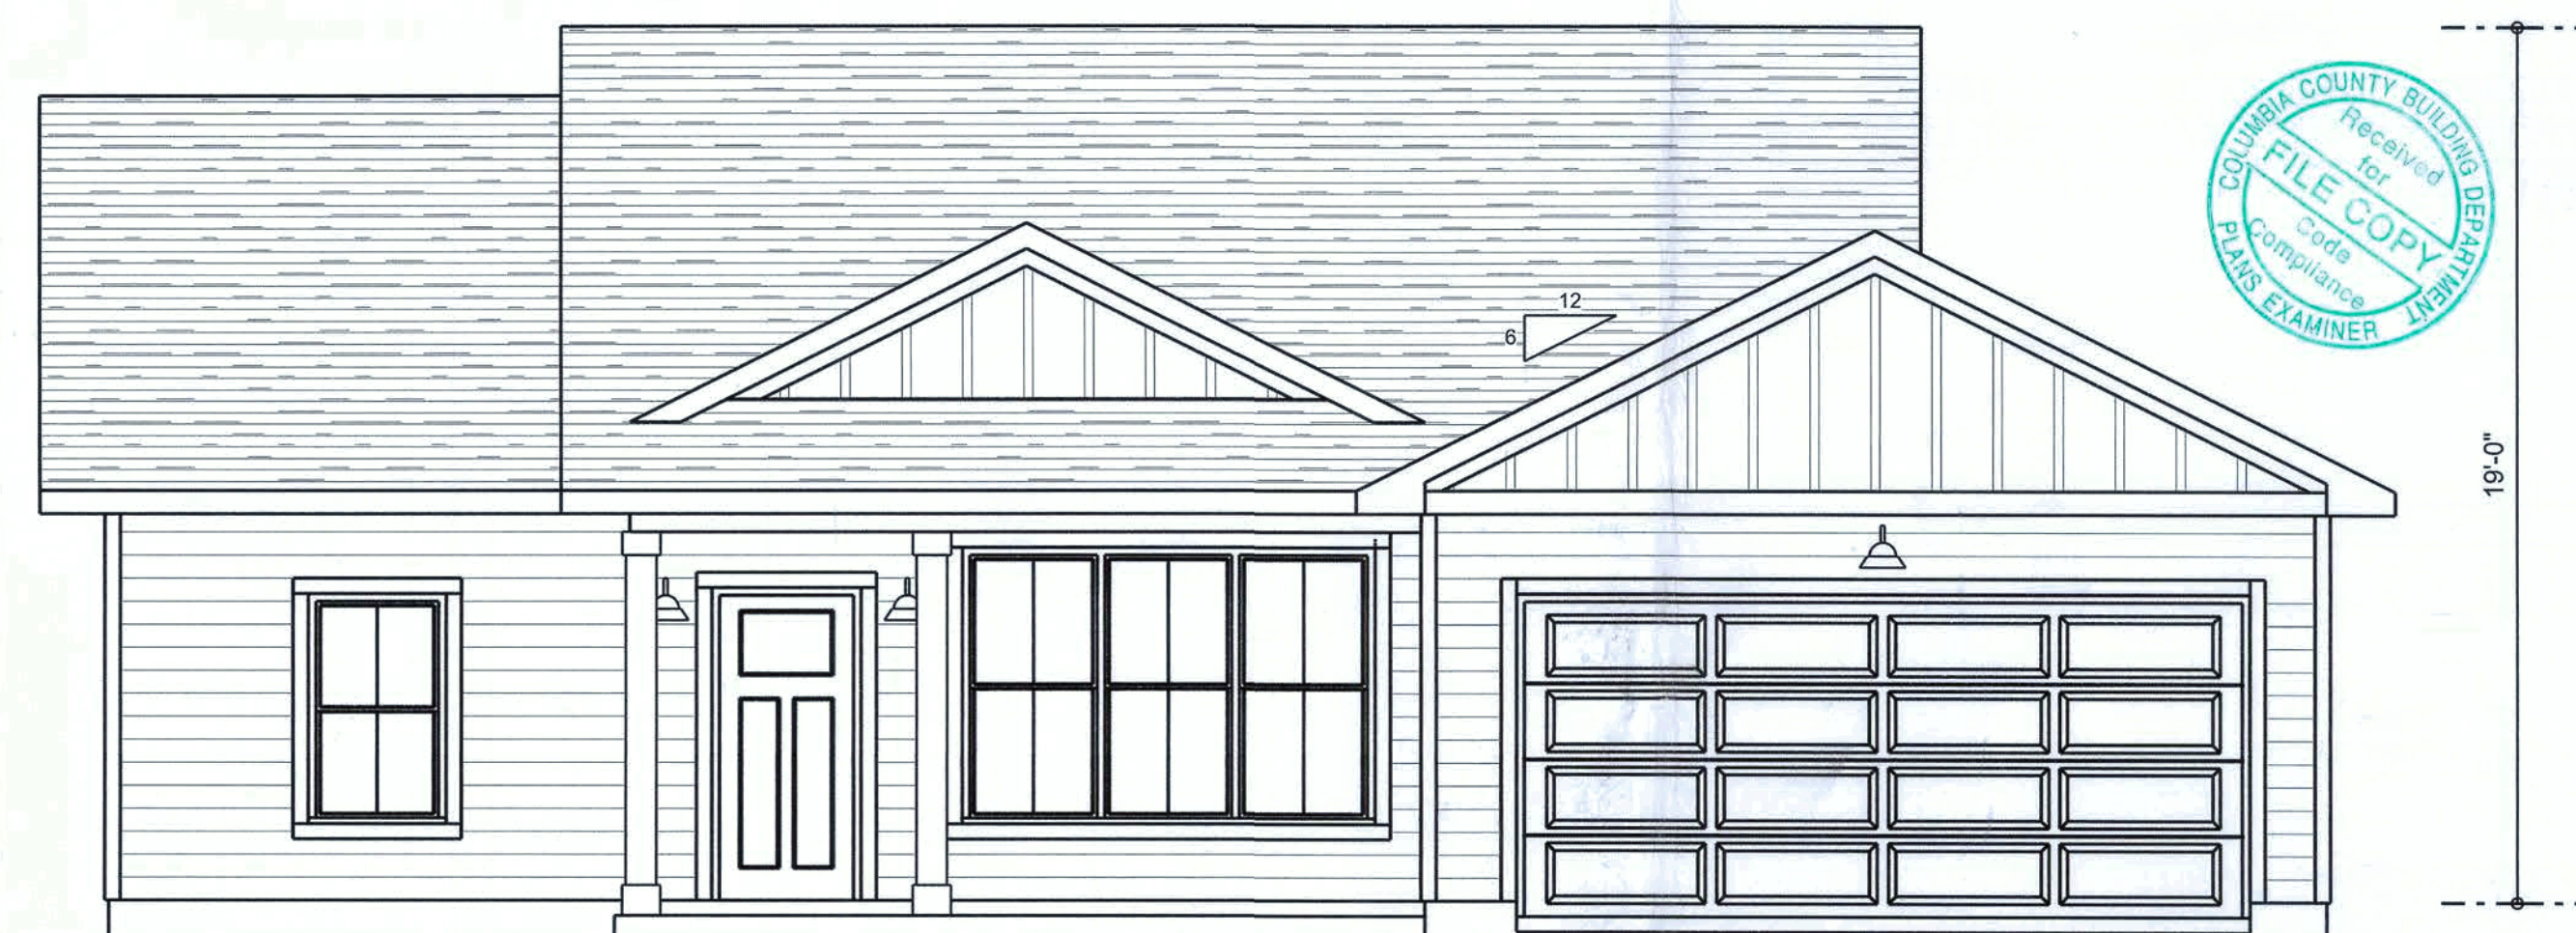 COLUMBIA COUNTY BUILDING DEPARTMENT
Received
for
FILE COPY
Code
Compliance
PLANS EXAMINER
12
6
19'-0"